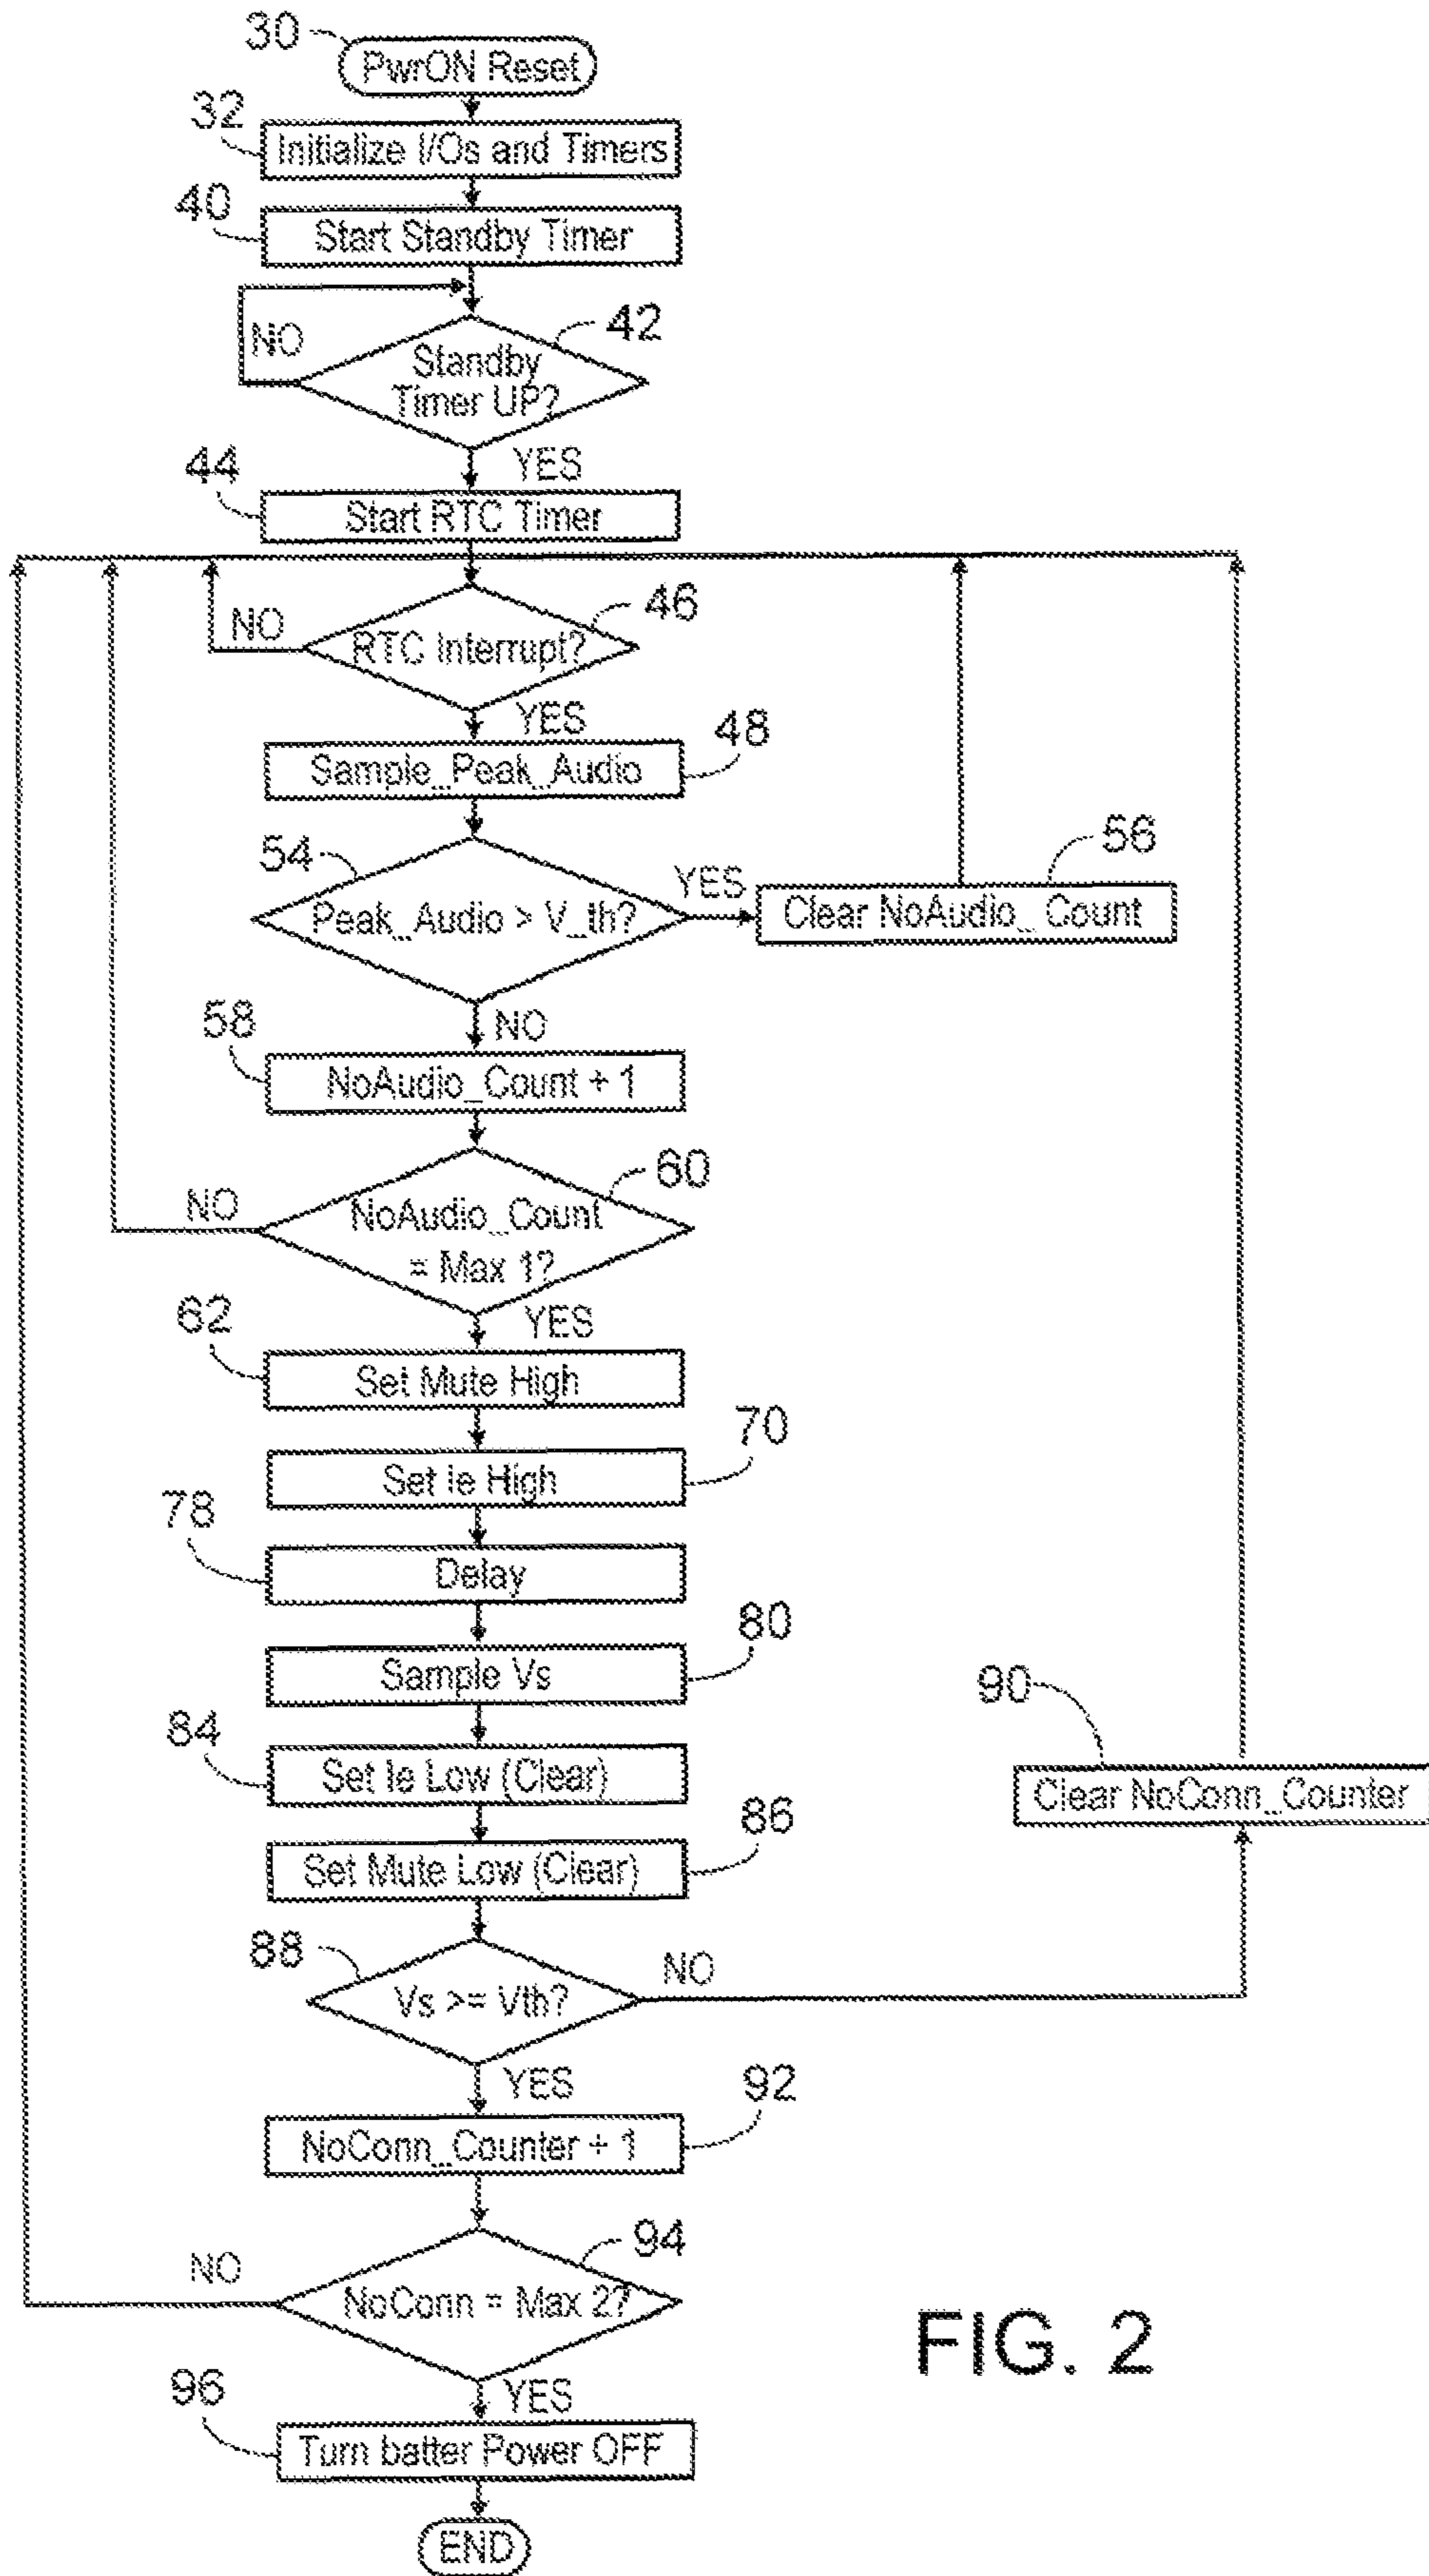 30
PwrON Reset
32
Initialize I/Os and Timers
40
Start Standby Timer
NO
42
Standby
Timer UP?
YES
44
Start RTC Timer
NO
46
RTC Interrupt?
YES
48
Sample_Peak_Audio
54
Peak_Audio > V_th?
YES
56
Clear NoAudio_ Count
NO
58
NoAudio_Count + 1
60
NO
NoAudio_Count
= Max 1?
YES
62
Set Mute High
70
Set Ie High
78
Delay
80
Sample Vs
84
Set Ie Low (Clear)
90
Clear NoConn_Counter
86
Set Mute Low (Clear)
88
Vs >= Vth?
NO
YES
92
NoConn_Counter + 1
94
NO
NoConn = Max 2?
YES
96
Turn batter Power OFF
END
FIG. 2